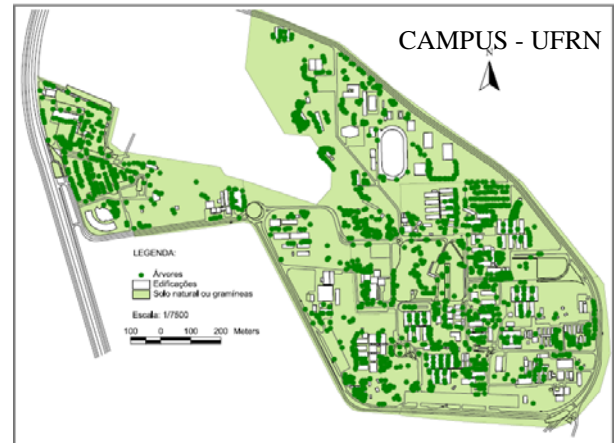 CAMPUS - UFRN
N
LEGENDA:
Árvores
Edificações
Solo natural ou gramíneas
Escala: 1/7500
100 0 100 200 Meters